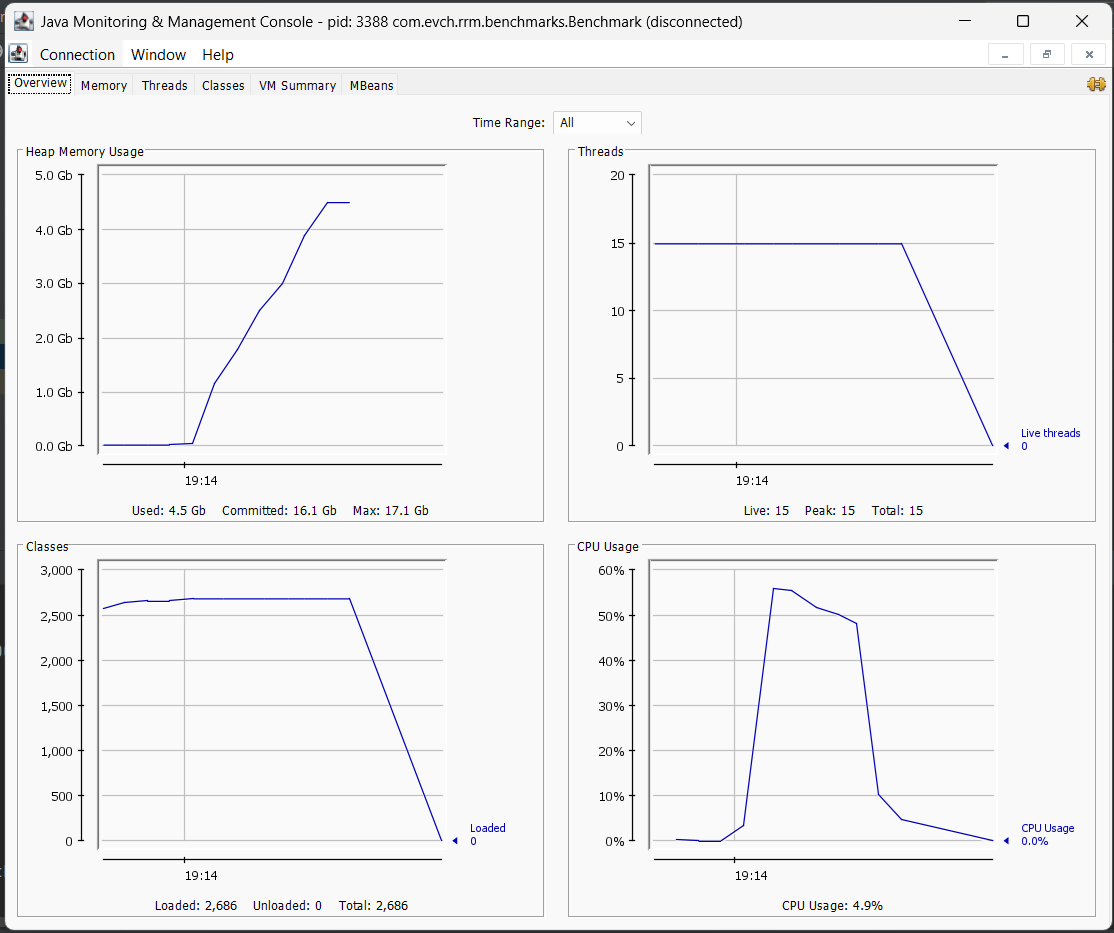 Java Monitoring & Management Console - pid: 3388 com.evch.rrm.benchmarks.Benchmark (disconnected)
Connection Window Help
Overview Memory Threads Classes VM Summary MBeans
Time Range: All
Heap Memory Usage
5.0 Gb
4.0 Gb
3.0 Gb
2.0 Gb
1.0 Gb
0.0 Gb
19:14
Used: 4.5 Gb Committed: 16.1 Gb Max: 17.1 Gb
Threads
20
15
10
5
0
Live threads
0
19:14
Live: 15 Peak: 15 Total: 15
Classes
3,000
2,500
2,000
1,500
1,000
500
0
Loaded
0
19:14
Loaded: 2,686 Unloaded: 0 Total: 2,686
CPU Usage
60%
50%
40%
30%
20%
10%
0%
CPU Usage
0.0%
19:14
CPU Usage: 4.9%